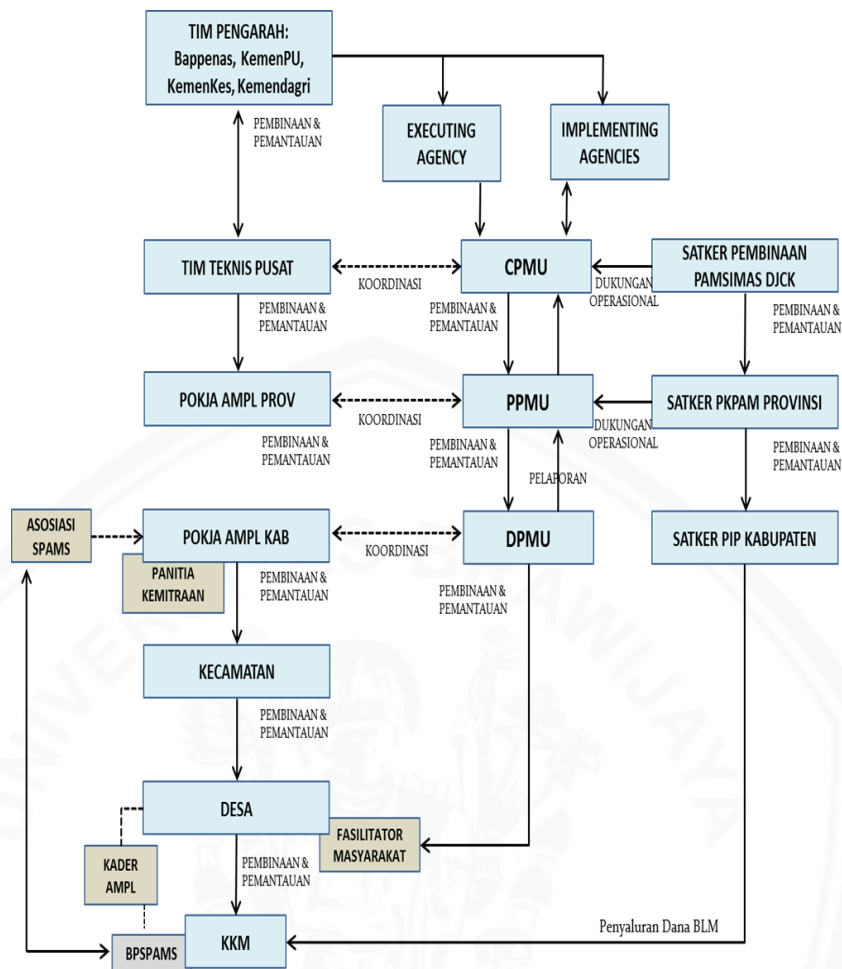 TIM PENGARAH:
Bappenas, KemenPU,
KemenKes, Kemendagri
PEMBINAAN &
PEMANTAUAN
EXECUTING
AGENCY
IMPLEMENTING
AGENCIES
TIM TEKNIS PUSAT
KOORDINASI
CPMU
DUKUNGAN
OPERASIONAL
SATKER PEMBINAAN
PAMSIMAS DJCK
PEMBINAAN &
PEMANTAUAN
PEMBINAAN &
PEMANTAUAN
PEMBINAAN &
PEMANTAUAN
POKJA AMPL PROV
KOORDINASI
PPMU
DUKUNGAN
OPERASIONAL
SATKER PKPAM PROVINSI
PEMBINAAN &
PEMANTAUAN
PEMBINAAN &
PEMANTAUAN
PELAPORAN
PEMBINAAN &
PEMANTAUAN
ASOSIASI
SPAMS
POKJA AMPL KAB
KOORDINASI
DPMU
SATKER PIP KABUPATEN
PANITIA
KEMITRAAN
PEMBINAAN &
PEMANTAUAN
PEMBINAAN &
PEMANTAUAN
KECAMATAN
PEMBINAAN &
PEMANTAUAN
DESA
FASILITATOR
MASYARAKAT
KADER
AMPL
PEMBINAAN &
PEMANTAUAN
BPSPAMS
KKM
Penyaluran Dana BLM
UNIVERSITAS BRAWIJAYA